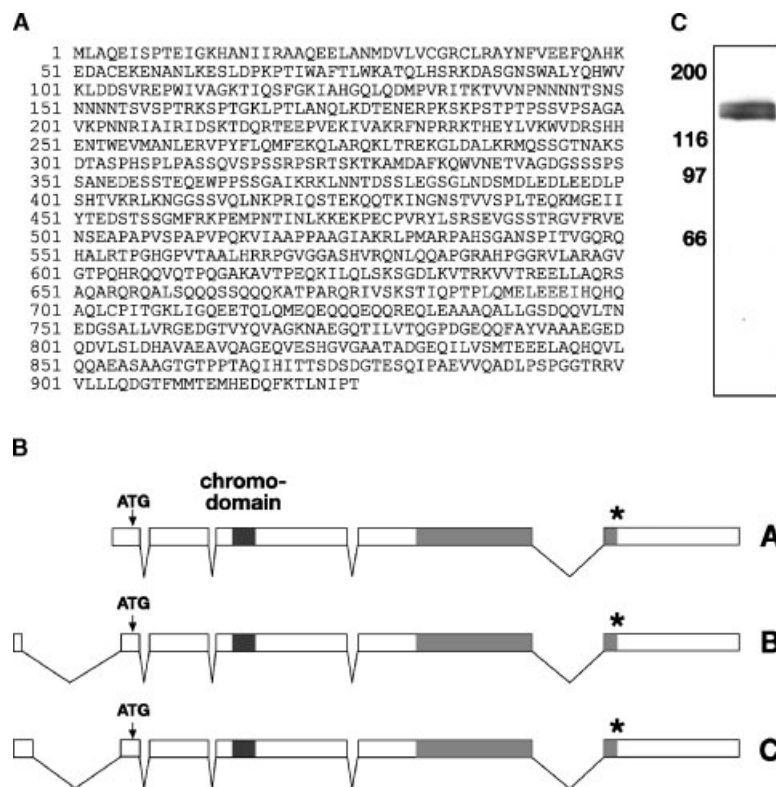 A
1 MLAQEISPTEIGKHANIIRAAQEELANMDVLVCGRCLRAYNFVEEFQAHK
51 EDACEKENANLKESLDPKPTIWAFTLWKATQLHSRKDASGNSWALYQHWV
101 KLDDSVREPWIVAGKTIQSFGKIAHGQLQDMPVRITKTVVNPNNNNTSNS
151 NNNNTSVSPTRKSPTGKLPTLANQLKDTENERPKSKPSTPTPSSVPSAGA
201 VKPNNRIAIRIDSKTDQRTEEPVEKIVAKRFNPRRKTHEYLVKWVDRSHH
251 ENTWEVMANLERVPYFLQMFEKQLARQKLTREKGLDALKRMQSSGTNAKS
301 DTASPHSPLPASSQVSPSSRPSRTSKTKAMDAFKQWVNETVAGDGSSSPS
351 SANEDESSTEQEWPPSSGAIKRKLNNTDSSLEGSGLNDSMDLEDLEEDLP
401 SHTVKRLKNGGSSVQLNKPRIQSTEKQQTKINGNSTVVSPLTEQKMGEII
451 YTEDSTSSGMFRKPEMPNTINLKKEKPECPVRYLSRSEVGSSTRGVFRVE
501 NSEAPAPVSPAPVPQKVIAAPPAAGIAKRLPMARPAHSGANSPITVGQRQ
551 HALRTPGHGPVTAALHRRPGVGGASHVRQNLQQAPGRAHPGGRVLARAGV
601 GTPQHRQQVQTPQGAKAVTPEQKILQLSKSGDLKVTRKVVTREELLAQRS
651 AQARQRQALSQQQSSQQQKATPARQRIVSKSTIQPTPLQMELEEEIHQHQ
701 AQLCPITGKLIGQEETQLQMEQEQQQEQQREQLEAAAQALLGSDQQVLTN
751 EDGSALLVRGEDGTVYQVAGKNAEGQTILVTQGPDGEQQFAYVAAAEGED
801 QDVLSLDHAVAEAVQAGEQVESHGVGAATADGEQILVSMTEEELAQHQVL
851 QQAEASAAGTGTPPTAQIHITTSDSDGTESQIPAEVVQADLPSPGGTRRV
901 VLLLQDGTFMMTEMHEDQFKTLNIPT
C
200
116
97
66
B
chromo-
domain
ATG
*
A
ATG
*
B
ATG
*
C